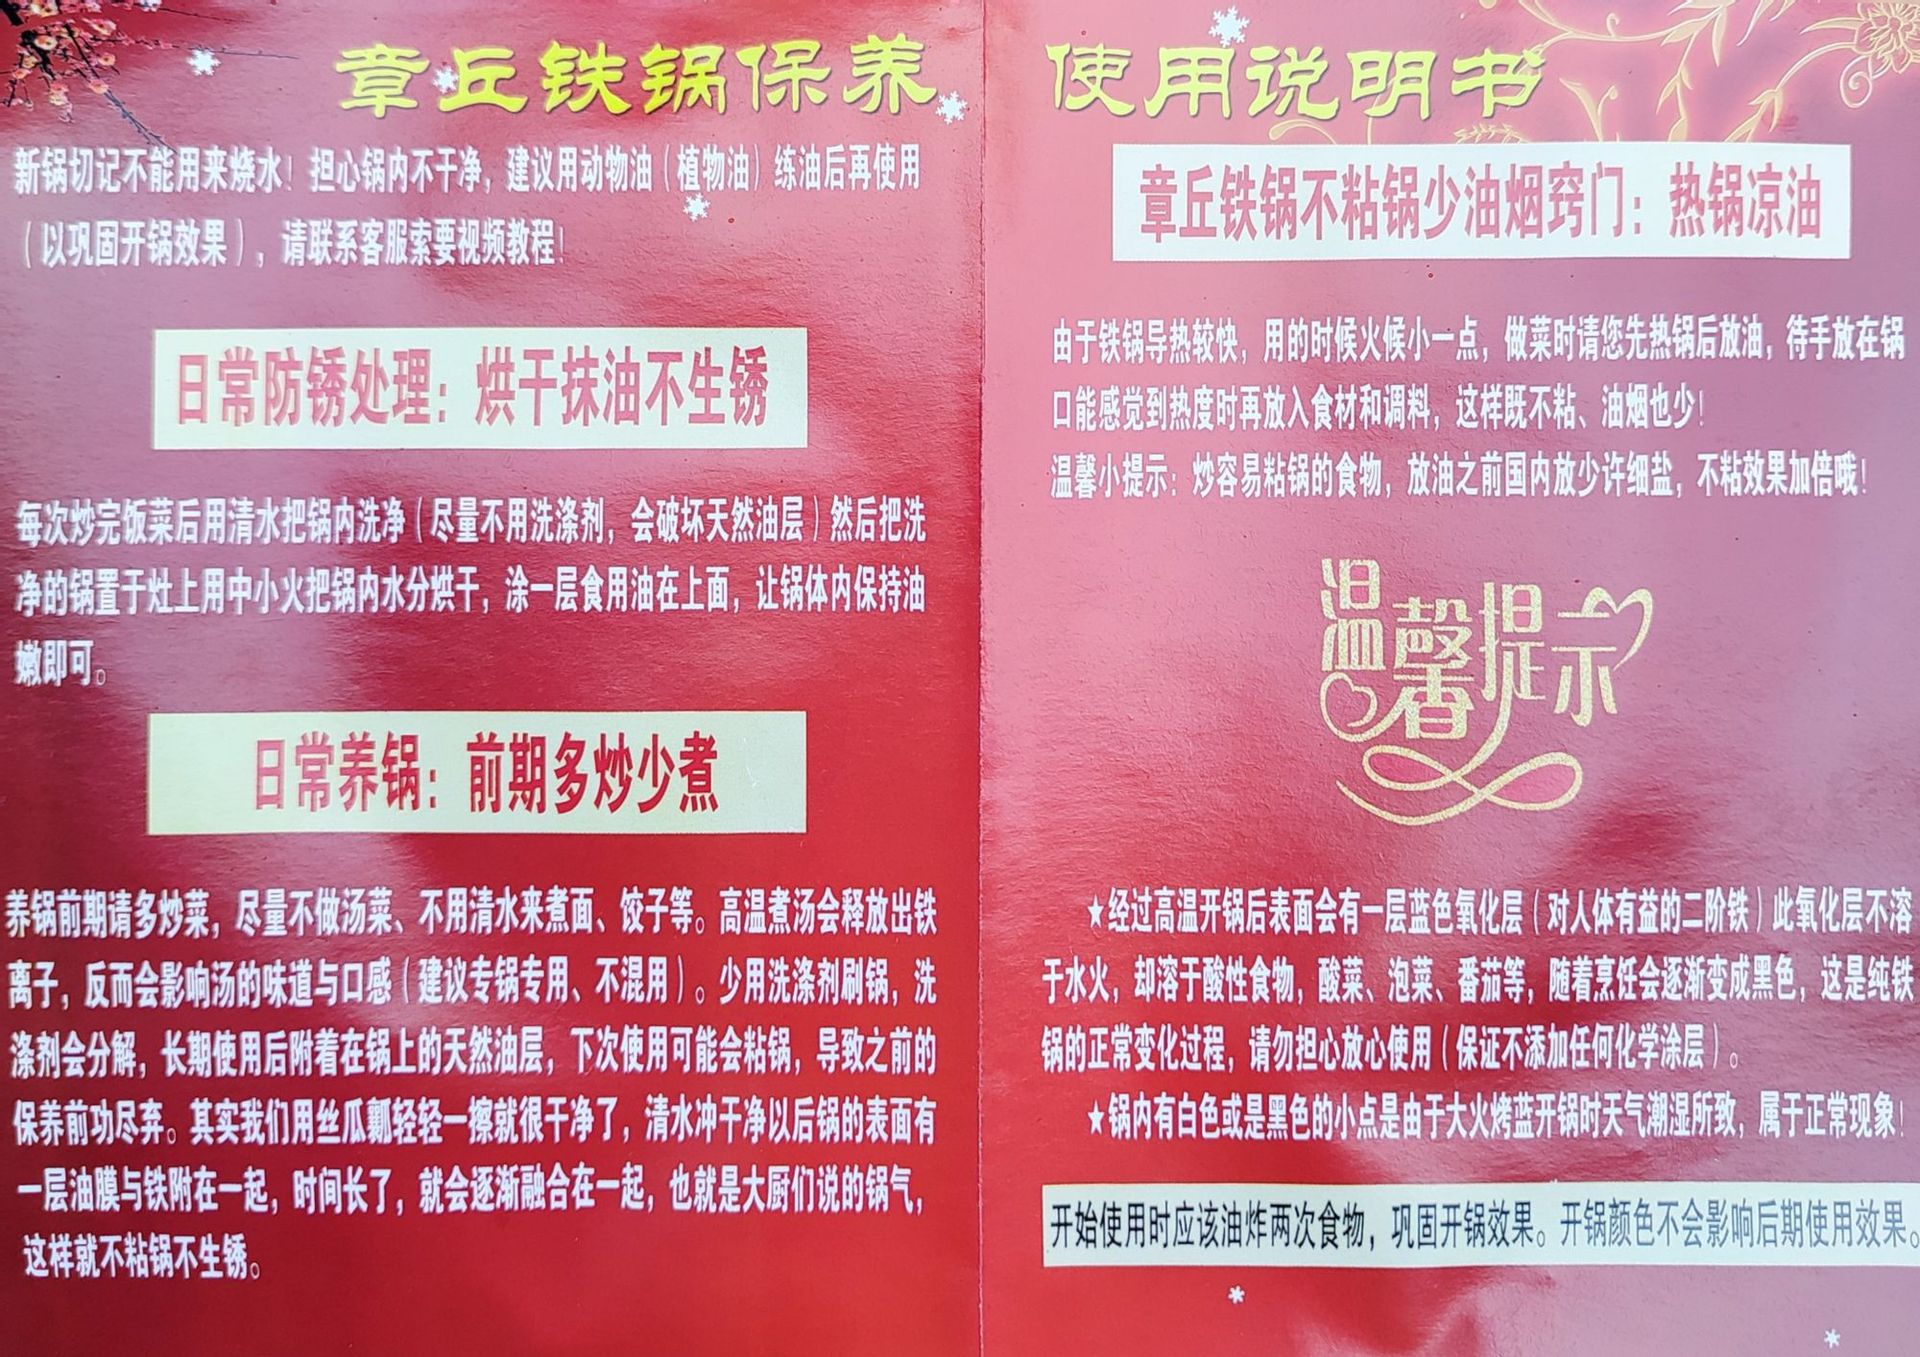 章丘铁锅保养
新锅切记不能用来烧水！担心锅内不干净，建议用动物油（植物油）练油后再使用
（以巩固开锅效果），请联系客服索要视频教程！
日常防锈处理：烘干抹油不生锈
每次炒完饭菜后用清水把锅内洗净（尽量不用洗涤剂，会破坏天然油层）然后把洗
净的锅置于灶上用中小火把锅内水分烘干，涂一层食用油在上面，让锅体内保持油
嫩即可。
日常养锅：前期多炒少煮
养锅前期请多炒菜，尽量不做汤菜、不用清水来煮面、饺子等。高温煮汤会释放出铁
离子，反而会影响汤的味道与口感（建议专锅专用、不混用）。少用洗涤剂刷锅，洗
涤剂会分解，长期使用后附着在锅上的天然油层，下次使用可能会粘锅，导致之前的
保养前功尽弃。其实我们用丝瓜瓤轻轻一擦就很干净了，清水冲干净以后锅的表面有
一层油膜与铁附在一起，时间长了，就会逐渐融合在一起，也就是大厨们说的锅气，
这样就不粘锅不生锈。
使用说明书
章丘铁锅不粘锅少油烟窍门：热锅凉油
由于铁锅导热较快，用的时候火候小一点，做菜时请您先热锅后放油，待手放在锅
口能感觉到热度时再放入食材和调料，这样既不粘、油烟也少！
温馨小提示：炒容易粘锅的食物，放油之前国内放少许细盐，不粘效果加倍哦！
温馨提示
★经过高温开锅后表面会有一层蓝色氧化层（对人体有益的二阶铁）此氧化层不溶
于水火，却溶于酸性食物，酸菜、泡菜、番茄等，随着烹饪会逐渐变成黑色，这是纯铁
锅的正常变化过程，请勿担心放心使用（保证不添加任何化学涂层）。
★锅内有白色或是黑色的小点是由于大火烤蓝开锅时天气潮湿所致，属于正常现象！
开始使用时应该油炸两次食物，巩固开锅效果。开锅颜色不会影响后期使用效果。